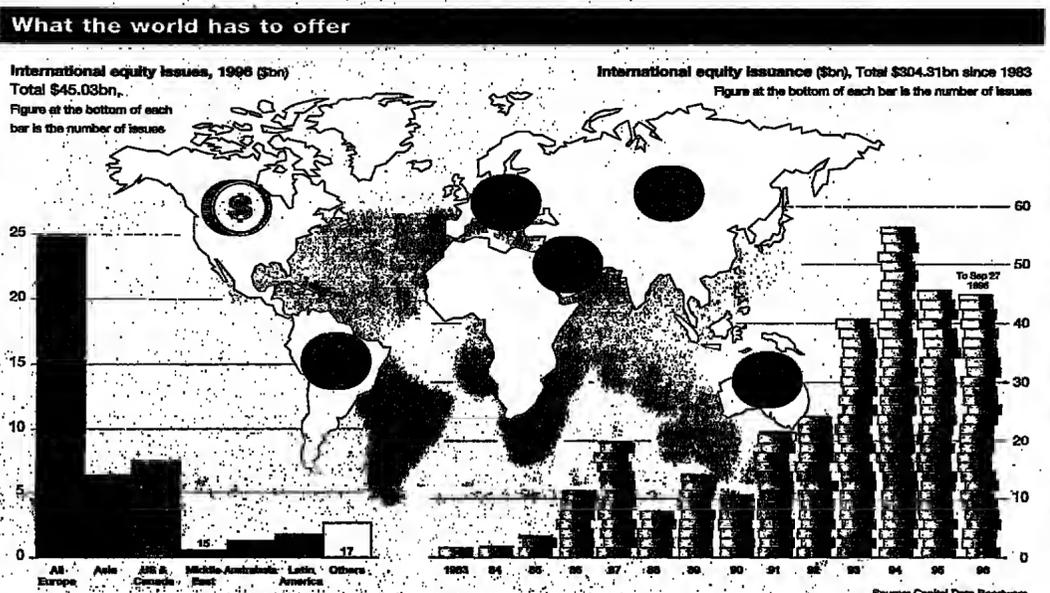 What the world has to offer
International equity issues, 1996 ($bn)
Total $45.03bn,
Figure at the bottom of each
bar is the number of issues
International equity issuance ($bn), Total $304.31bn since 1983
Figure at the bottom of each bar is the number of issues
$
25
20
15
10
5
0
60
50
40
30
20
10
0
To Sep 27
1996
15
17
All
Europe
Asia
US &
Canada
Middle
East
Australasia
Latin
America
Others
1983 84 85 86 87 88 89 90 91 92 93 94 95 96
Source: Capital Data Bondware